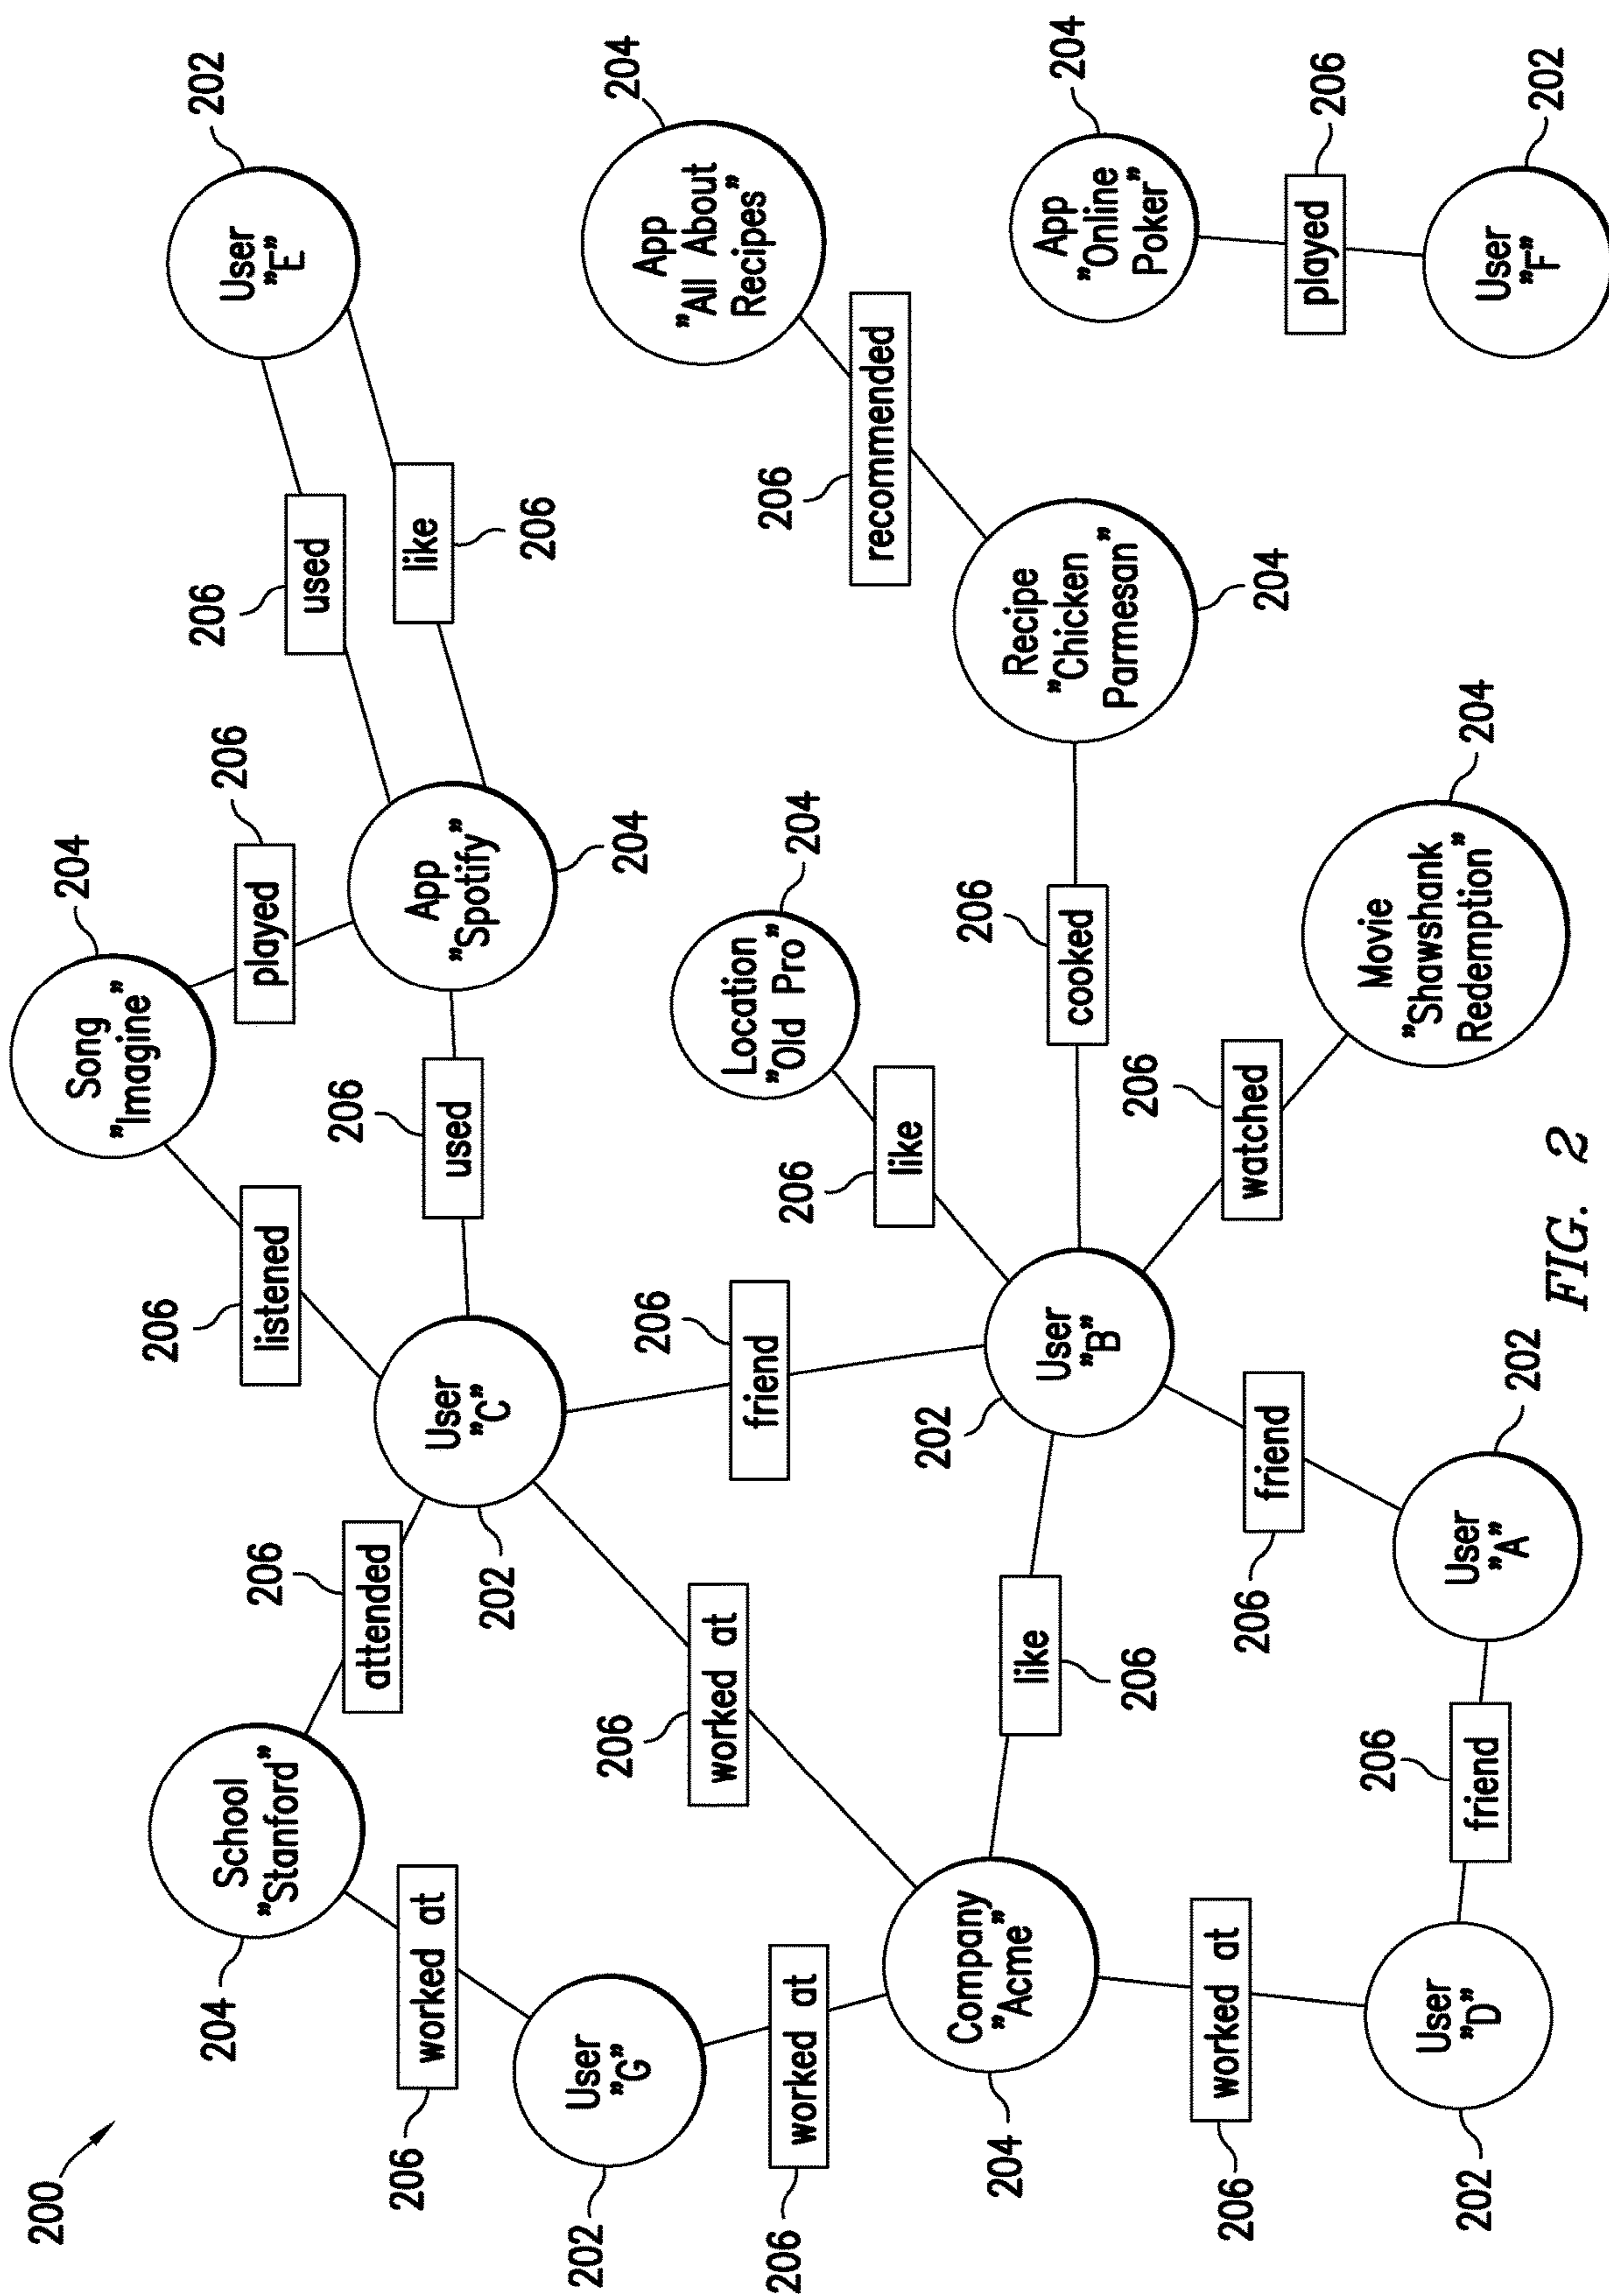 200
204
Song
”Imagine”
206
listened
206
played
202
User
”E”
206
used
like
206
204
School
”Stanford”
206
attended
206
worked at
202
User
”C”
206
used
App
”Spotify”
204
202
User
”G”
206
worked at
206
worked at
206
friend
204
Location
”Old Pro”
206
like
204
App
”All About
Recipes”
206
recommended
204
Company
”Acme”
like
206
202
User
”B”
206
cooked
Recipe
”Chicken
Parmesan”
204
204
App
”Online
Poker”
206
worked at
206
friend
206
watched
206
played
202
User
”D”
206
friend
202
User
”A”
204
Movie
”Shawshank
Redemption”
202
User
”F”
FIG. 2